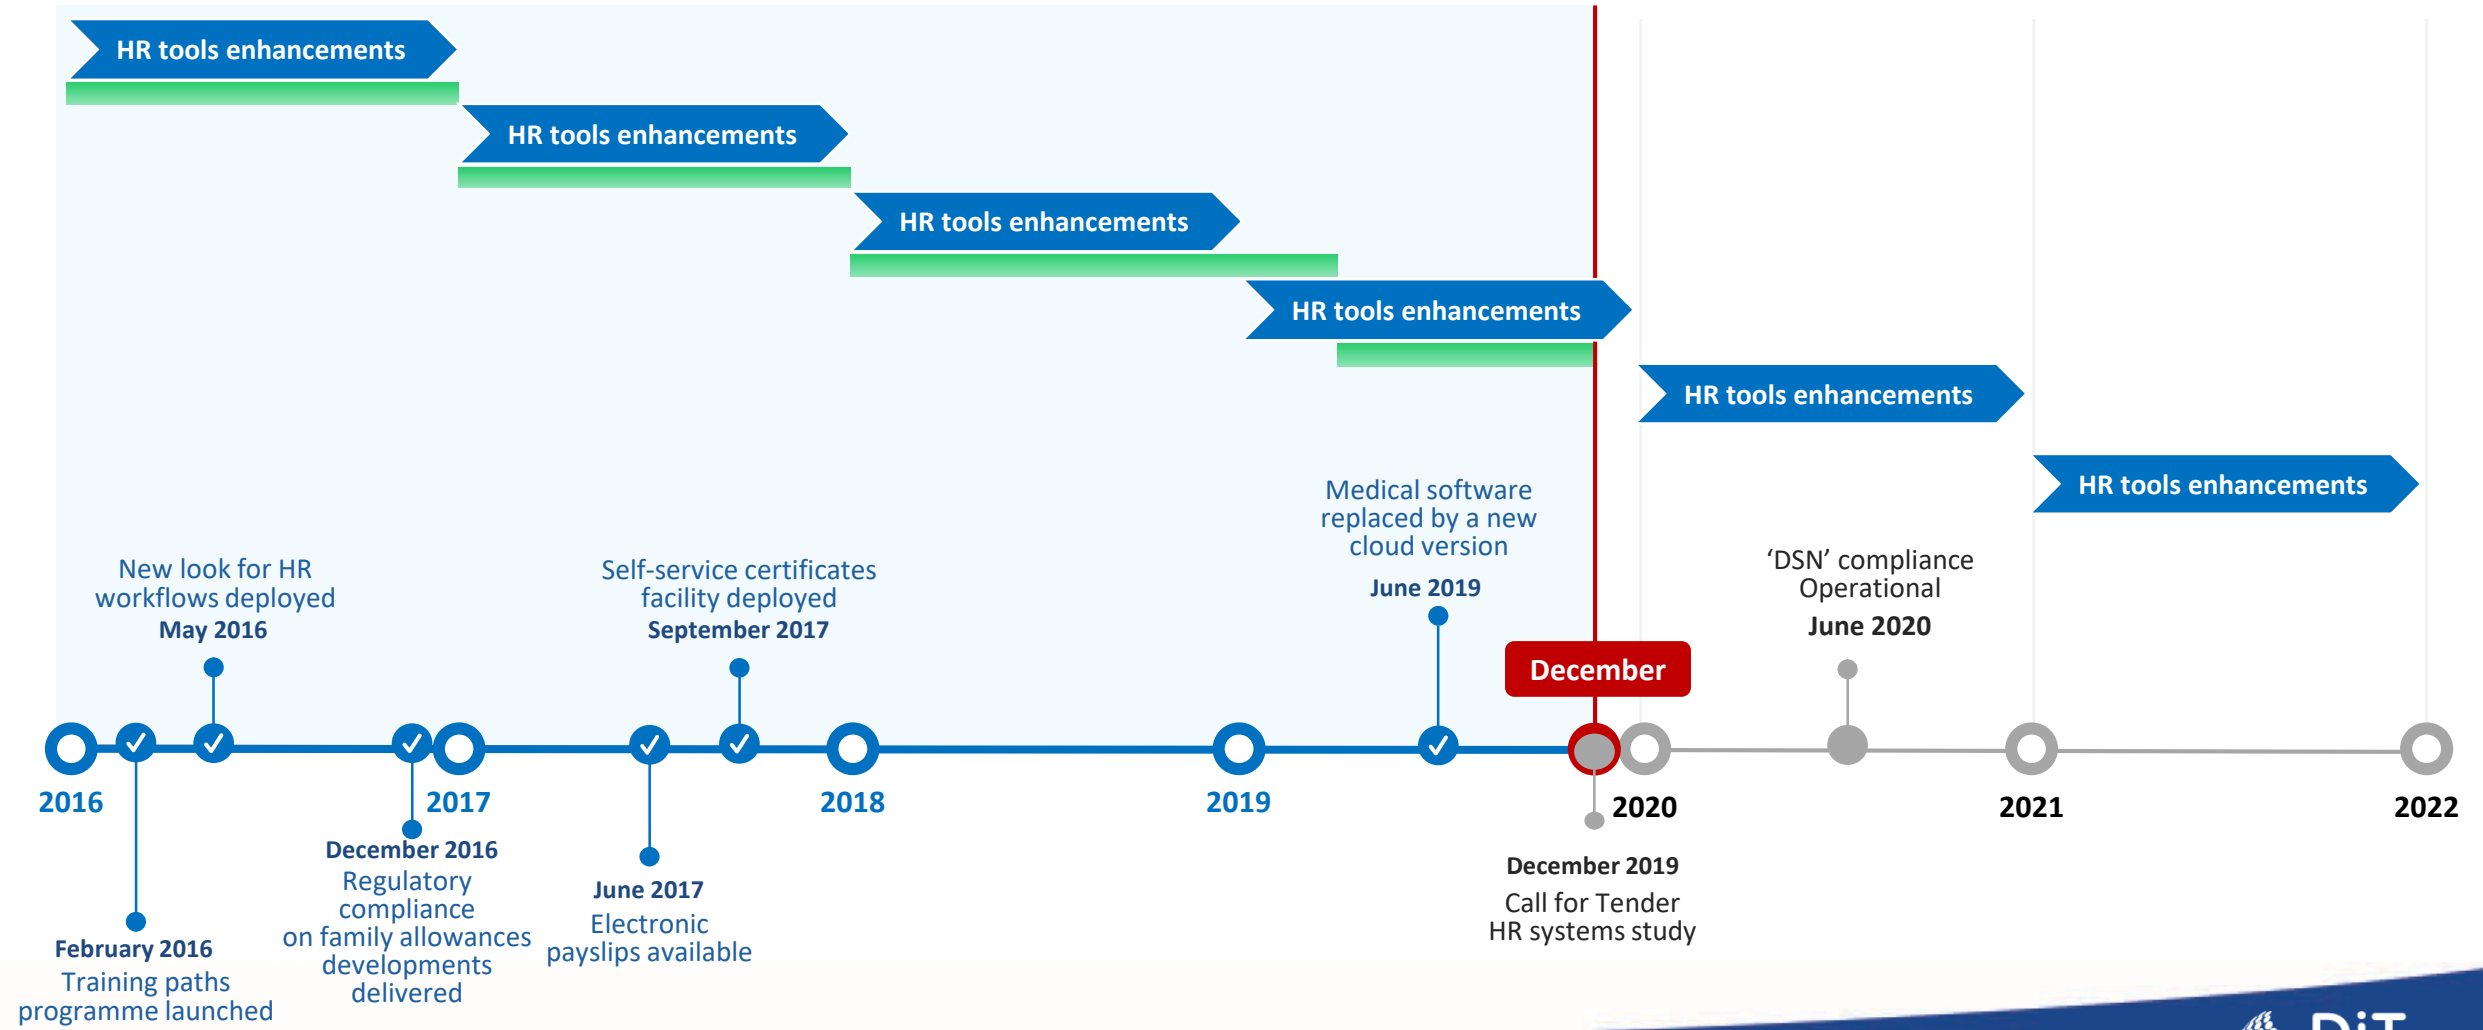 HR tools enhancements
HR tools enhancements
HR tools enhancements
HR tools enhancements
HR tools enhancements
HR tools enhancements
New look for HR
workflows deployed
May 2016
Self-service certificates
facility deployed
September 2017
Medical software
replaced by a new
cloud version
June 2019
‘DSN’ compliance
Operational
June 2020
December
2016
2017
2018
2019
2020
2021
2022
February 2016
Training paths
programme launched
December 2016
Regulatory
compliance
on family allowances
developments
delivered
June 2017
Electronic
payslips available
December 2019
Call for Tender
HR systems study
DiT